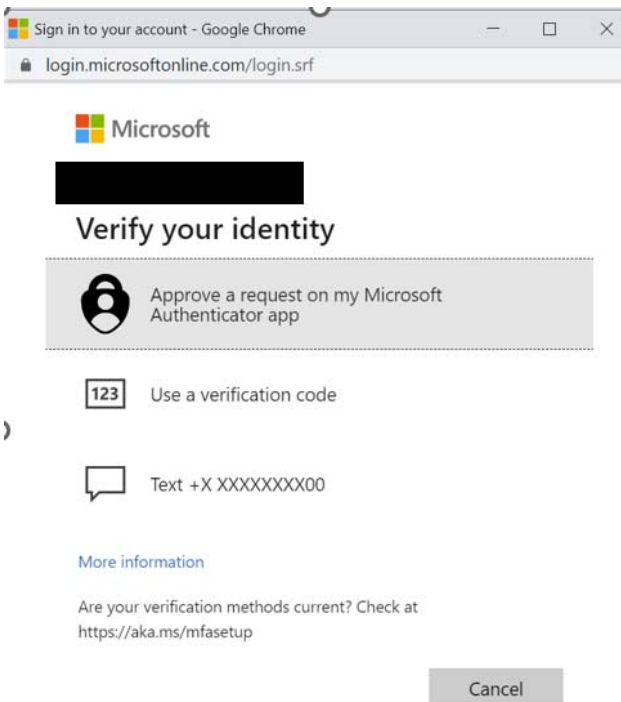 Sign in to your account - Google Chrome
login.microsoftonline.com/login.srf
Microsoft
Verify your identity
Approve a request on my Microsoft
Authenticator app
123
Use a verification code
Text +X XXXXXXXX00
More information
Are your verification methods current? Check at
https://aka.ms/mfasetup
Cancel